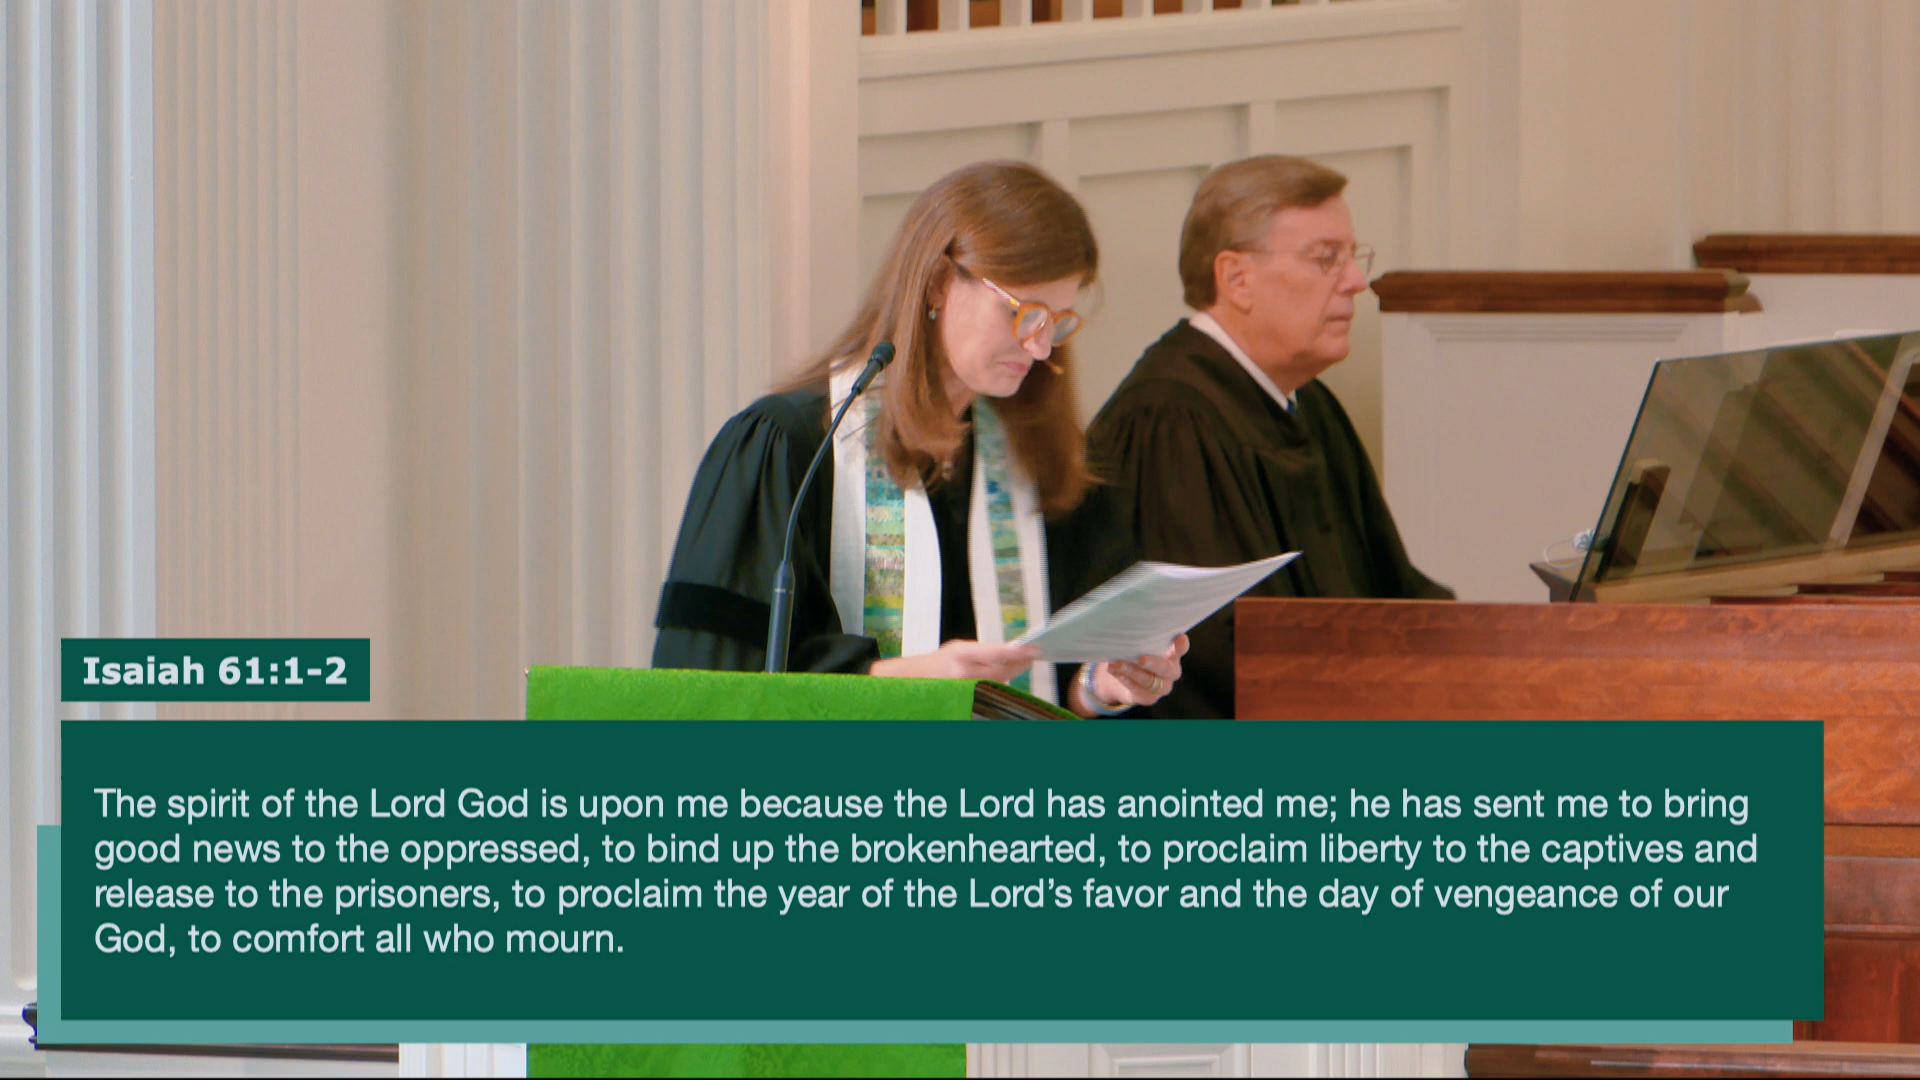 Isaiah 61:1-2
The spirit of the Lord God is upon me because the Lord has anointed me; he has sent me to bring
good news to the oppressed, to bind up the brokenhearted, to proclaim liberty to the captives and
release to the prisoners, to proclaim the year of the Lord’s favor and the day of vengeance of our
God, to comfort all who mourn.